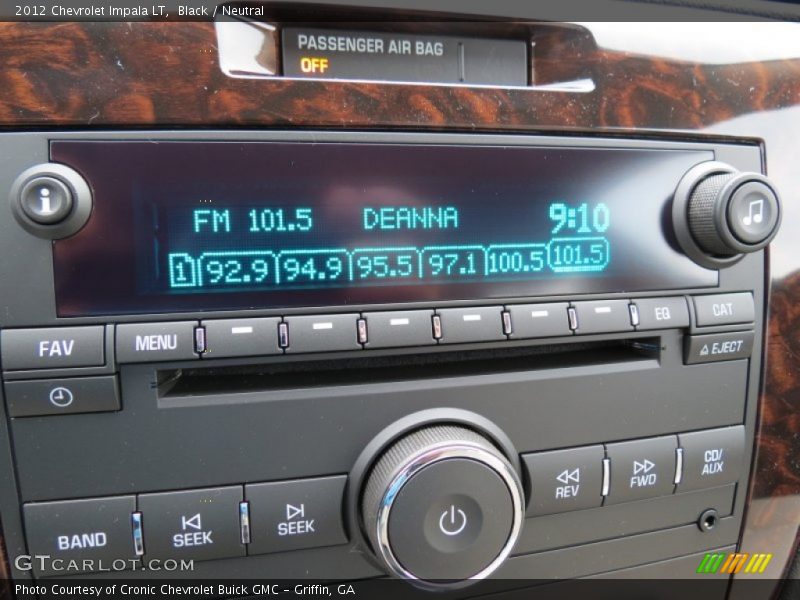 2012 Chevrolet Impala LT,  Black / Neutral
PASSENGER AIR BAG
OFF
i
FM 101.5 DEANNA 9:10
1 92.9 94.9 95.5 97.1 100.5 101.5
FAV MENU EQ CAT
EJECT
BAND SEEK SEEK REV FWD CD/
AUX
GTCARLOT.COM
Photo Courtesy of Cronic Chevrolet Buick GMC - Griffin, GA